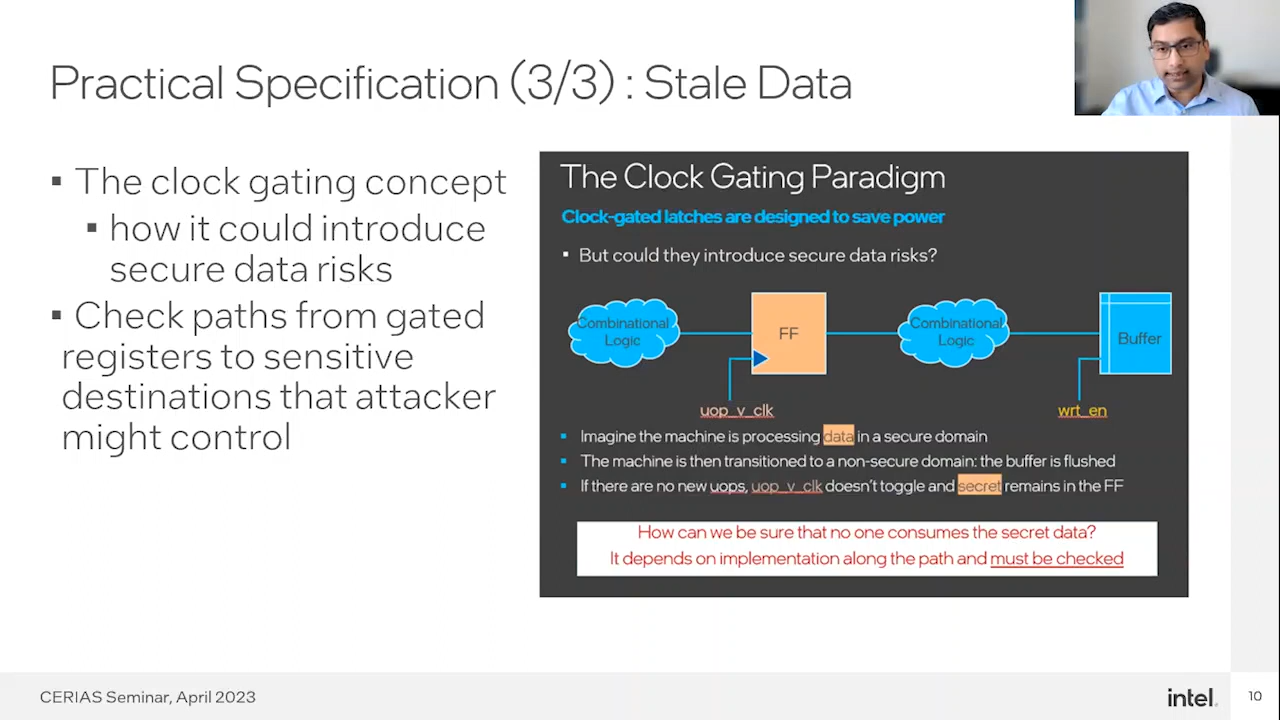 Practical Specification (3/3) : Stale Data
▪ The clock gating concept
▪ how it could introduce
secure data risks
▪ Check paths from gated
registers to sensitive
destinations that attacker
might control
The Clock Gating Paradigm
Clock-gated latches are designed to save power
▪ But could they introduce secure data risks?
Combinational
Logic
FF
Combinational
Logic
Buffer
uop_v_clk
wrt_en
▪ Imagine the machine is processing data in a secure domain
▪ The machine is then transitioned to a non-secure domain: the buffer is flushed
▪ If there are no new uops, uop_v_clk doesn't toggle and secret remains in the FF
How can we be sure that no one consumes the secret data?
It depends on implementation along the path and must be checked
CERIAS Seminar, April 2023
intel.
10